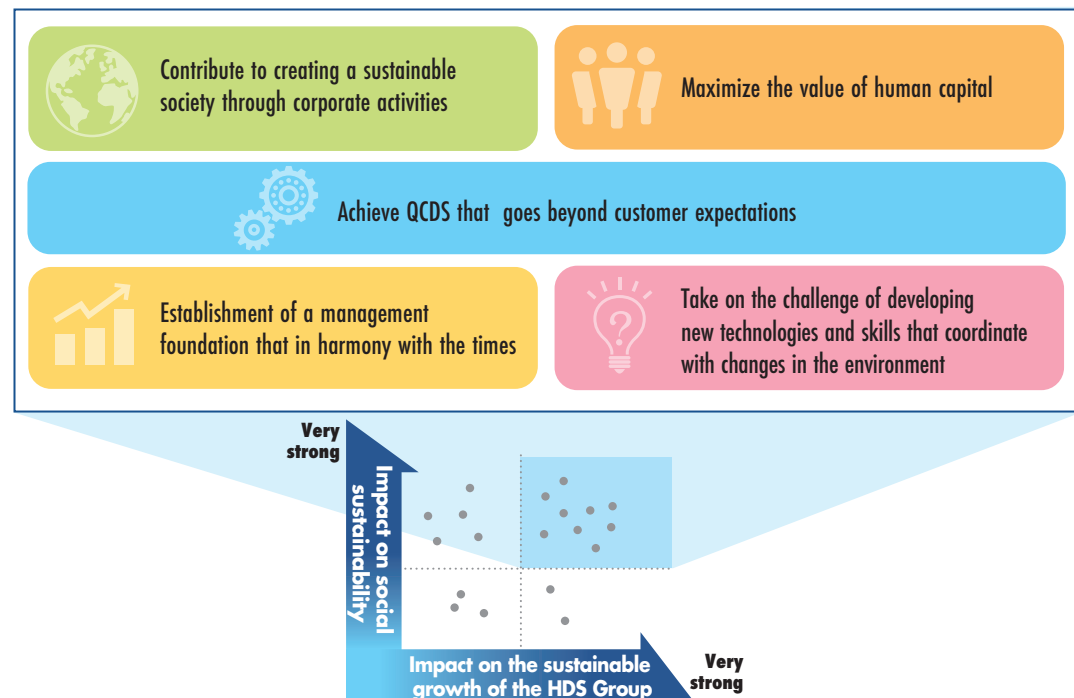 Contribute to creating a sustainable
society through corporate activities
Maximize the value of human capital
Achieve QCDS that goes beyond customer expectations
Establishment of a management
foundation that in harmony with the times
Take on the challenge of developing
new technologies and skills that coordinate
with changes in the environment
?
Very
strong
Impact on social
sustainability
Impact on the sustainable
growth of the HDS Group
Very
strong